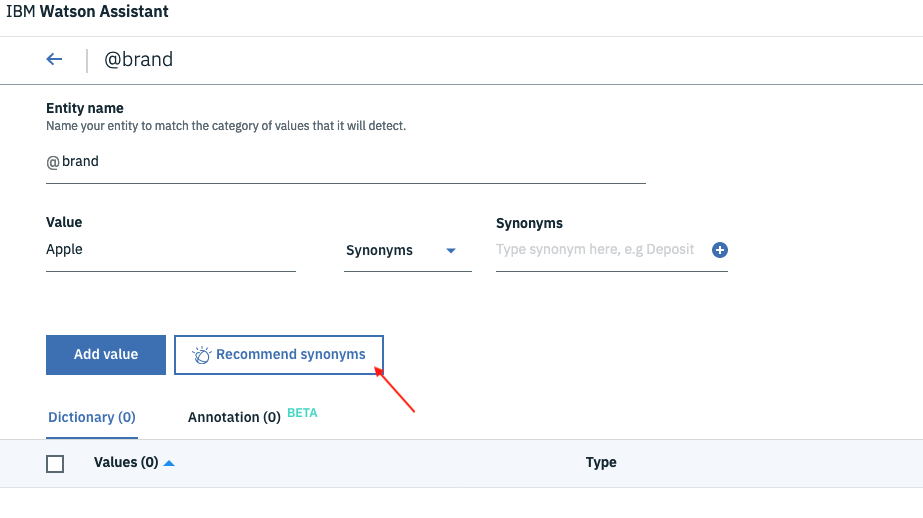 IBM Watson Assistant
@brand
Entity name
Name your entity to match the category of values that it will detect.
@brand
Value
Synonyms
Apple
Synonyms
Type synonym here, e.g Deposit
Add value
Recommend synonyms
Dictionary (0)
Annotation (0) BETA
Values (0)
Type